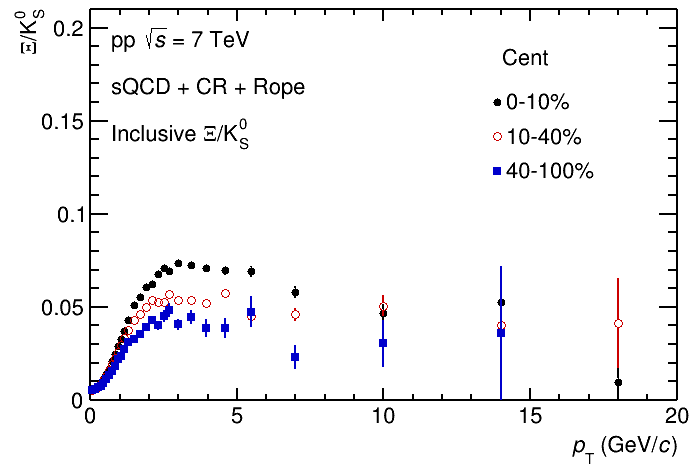 Ξ/K⁰_S
0.2
0.15
0.1
0.05
0
pp √s = 7 TeV
sQCD + CR + Rope
Inclusive Ξ/K⁰_S
Cent
0-10%
10-40%
40-100%
0 5 10 15 20
p_T (GeV/c)